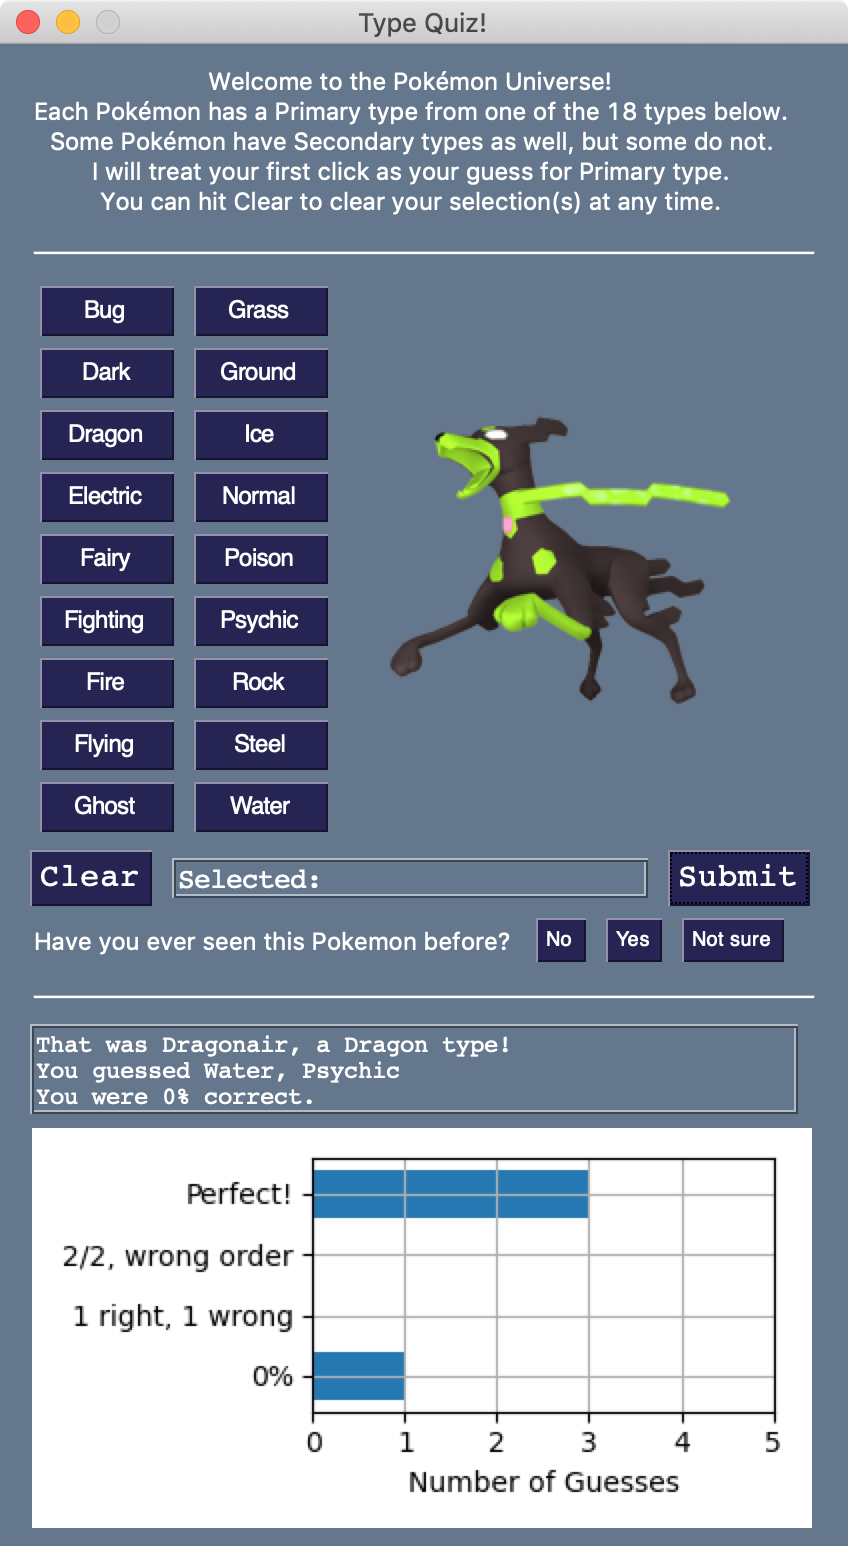 Type Quiz!
Welcome to the Pokémon Universe!
Each Pokémon has a Primary type from one of the 18 types below.
Some Pokémon have Secondary types as well, but some do not.
I will treat your first click as your guess for Primary type.
You can hit Clear to clear your selection(s) at any time.
Bug Grass
Dark Ground
Dragon Ice
Electric Normal
Fairy Poison
Fighting Psychic
Fire Rock
Flying Steel
Ghost Water
Clear Selected: Submit
Have you ever seen this Pokemon before? No Yes Not sure
That was Dragonair, a Dragon type!
You guessed Water, Psychic
You were 0% correct.
Perfect!
2/2, wrong order
1 right, 1 wrong
0%
0 1 2 3 4 5
Number of Guesses